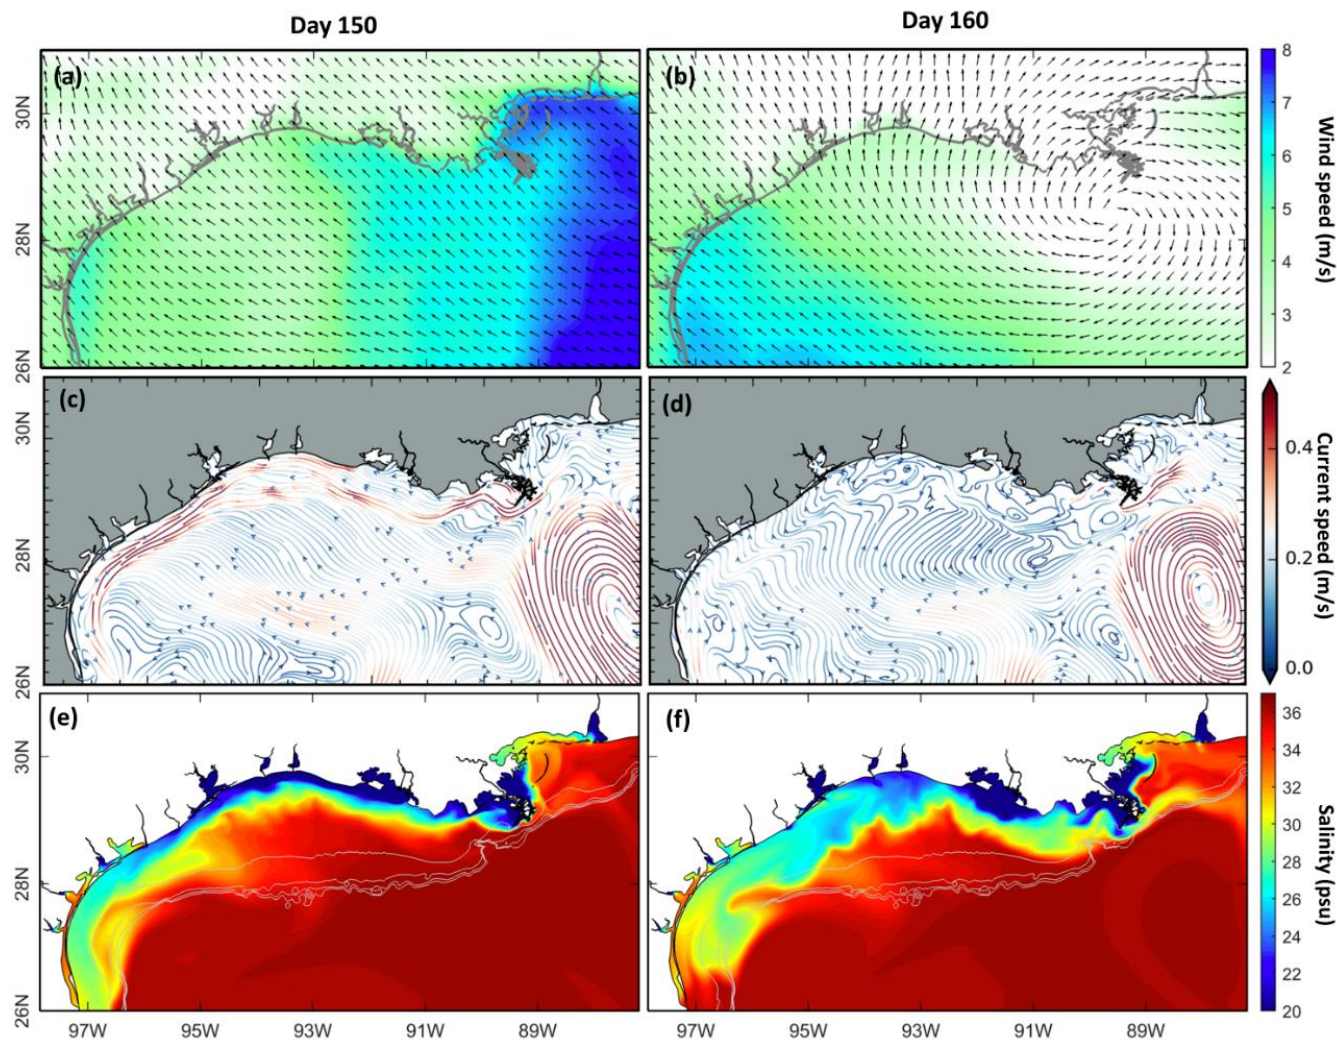 Day 150
Day 160
(a)
(b)
30N
28N
26N
8
7
6
5
4
3
2
Wind speed (m/s)
(c)
(d)
30N
28N
26N
0.4
0.2
0.0
Current speed (m/s)
(e)
(f)
30N
28N
26N
36
34
32
30
28
26
24
22
20
Salinity (psu)
97W
95W
93W
91W
89W
97W
95W
93W
91W
89W